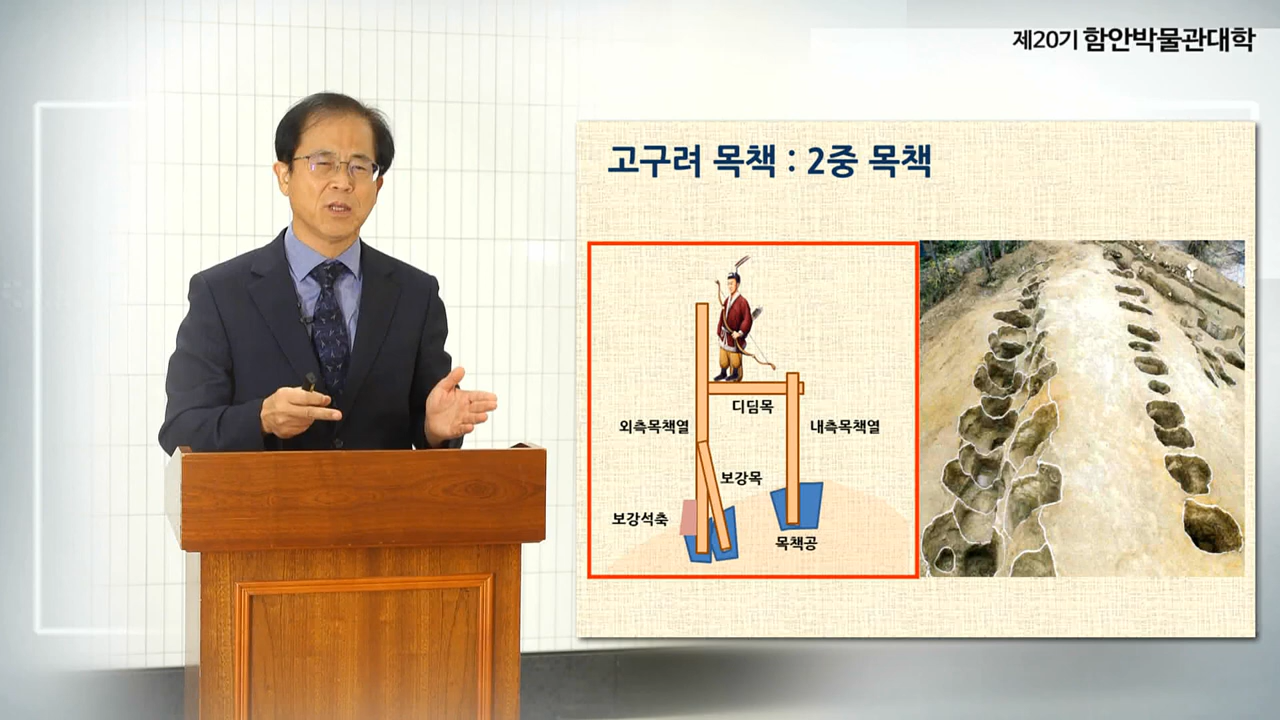 제20기 함안박물관대학
고구려 목책 : 2중 목책
디딤목
외측목책열
내측목책열
보강목
보강석축
목책공